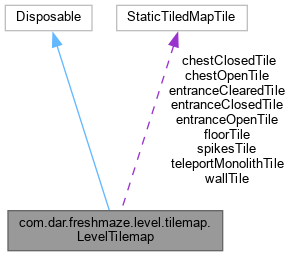 Disposable
StaticTiledMapTile
chestClosedTile
chestOpenTile
entranceClearedTile
entranceClosedTile
entranceOpenTile
floorTile
spikesTile
teleportMonolithTile
wallTile
com.dar.freshmaze.level.tilemap.
LevelTilemap